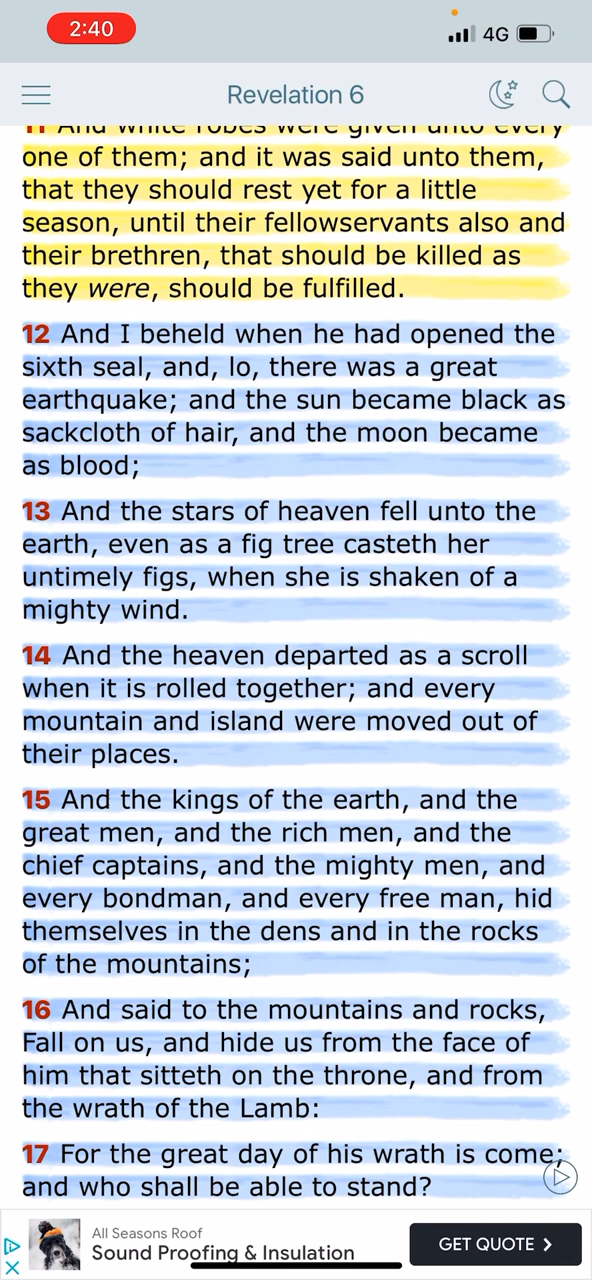 2:40
4G
Revelation 6
11 And white robes were given unto every
one of them; and it was said unto them,
that they should rest yet for a little
season, until their fellowservants also and
their brethren, that should be killed as
they were, should be fulfilled.
12 And I beheld when he had opened the
sixth seal, and, lo, there was a great
earthquake; and the sun became black as
sackcloth of hair, and the moon became
as blood;
13 And the stars of heaven fell unto the
earth, even as a fig tree casteth her
untimely figs, when she is shaken of a
mighty wind.
14 And the heaven departed as a scroll
when it is rolled together; and every
mountain and island were moved out of
their places.
15 And the kings of the earth, and the
great men, and the rich men, and the
chief captains, and the mighty men, and
every bondman, and every free man, hid
themselves in the dens and in the rocks
of the mountains;
16 And said to the mountains and rocks,
Fall on us, and hide us from the face of
him that sitteth on the throne, and from
the wrath of the Lamb:
17 For the great day of his wrath is come;
and who shall be able to stand?
All Seasons Roof
Sound Proofing & Insulation
GET QUOTE